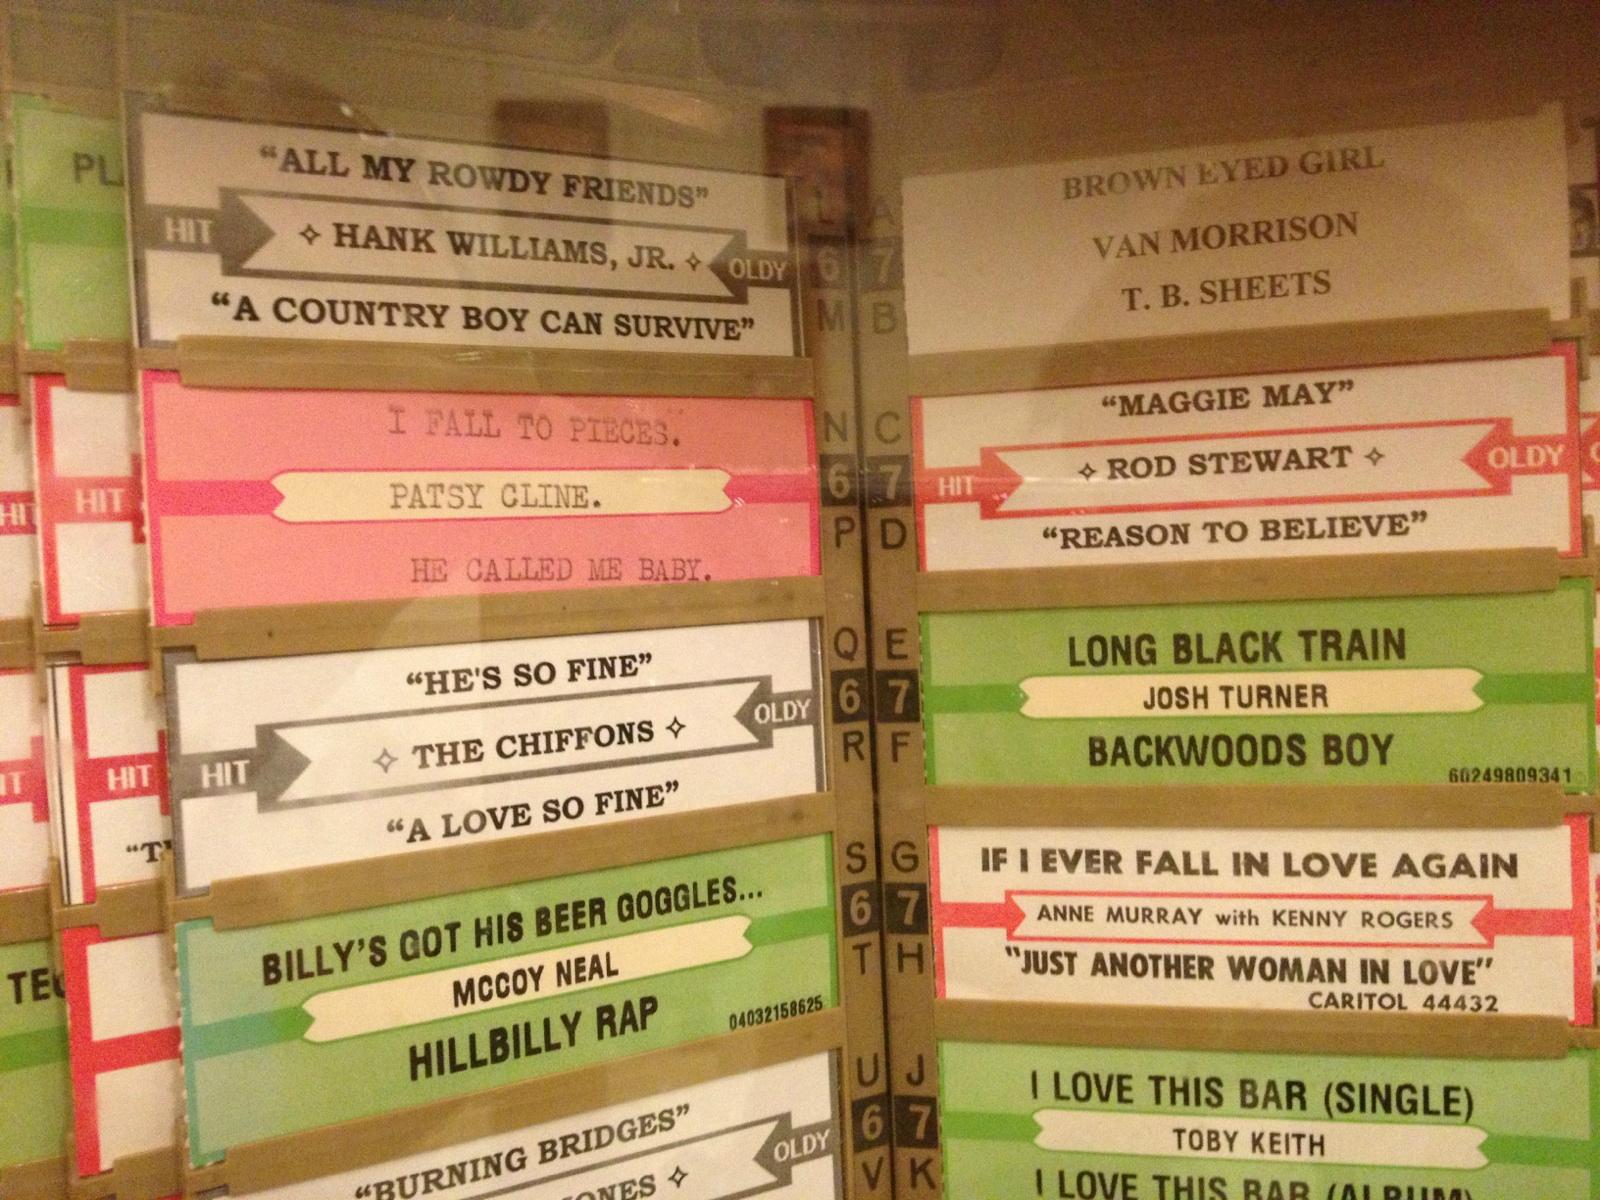 PL
"ALL MY ROWDY FRIENDS"
HIT ✧ HANK WILLIAMS, JR. ✧ OLDY
"A COUNTRY BOY CAN SURVIVE"
HIT
I FALL TO PIECES.
PATSY CLINE.
HE CALLED ME BABY.
HIT
"HE'S SO FINE"
HIT ✧ THE CHIFFONS ✧ OLDY
"A LOVE SO FINE"
BILLY'S GOT HIS BEER GOGGLES...
MCCOY NEAL
HILLBILLY RAP
04032158625
"BURNING BRIDGES"
OLDY
L
6
M
N
6
P
Q
6
R
S
6
T
U
6
V
A
7
B
C
7
D
E
7
F
G
7
H
J
7
K
BROWN EYED GIRL
VAN MORRISON
T. B. SHEETS
"MAGGIE MAY"
HIT ✧ ROD STEWART ✧ OLDY
"REASON TO BELIEVE"
LONG BLACK TRAIN
JOSH TURNER
BACKWOODS BOY
60249809341
IF I EVER FALL IN LOVE AGAIN
ANNE MURRAY with KENNY ROGERS
"JUST ANOTHER WOMAN IN LOVE"
CARITOL 44432
I LOVE THIS BAR (SINGLE)
TOBY KEITH
I LOVE THIS BAR (ALBUM)